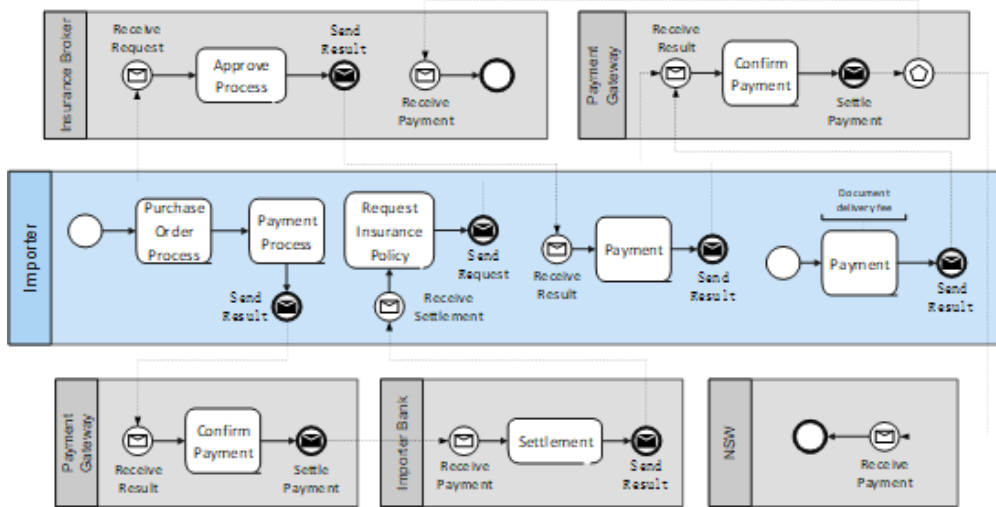 Insurance Broker
Receive
Request
Approve
Process
Send
Result
Receive
Payment
Payment
Gateway
Receive
Result
Confirm
Payment
Settle
Payment
Importer
Purchase
Order
Process
Payment
Process
Send
Result
Request
Insurance
Policy
Receive
Settlement
Send
Request
Receive
Result
Payment
Send
Result
Document
delivery fee
Payment
Send
Result
Payment
Gateway
Receive
Result
Confirm
Payment
Settle
Payment
Importer Bank
Receive
Payment
Settlement
Send
Result
NSW
Receive
Payment